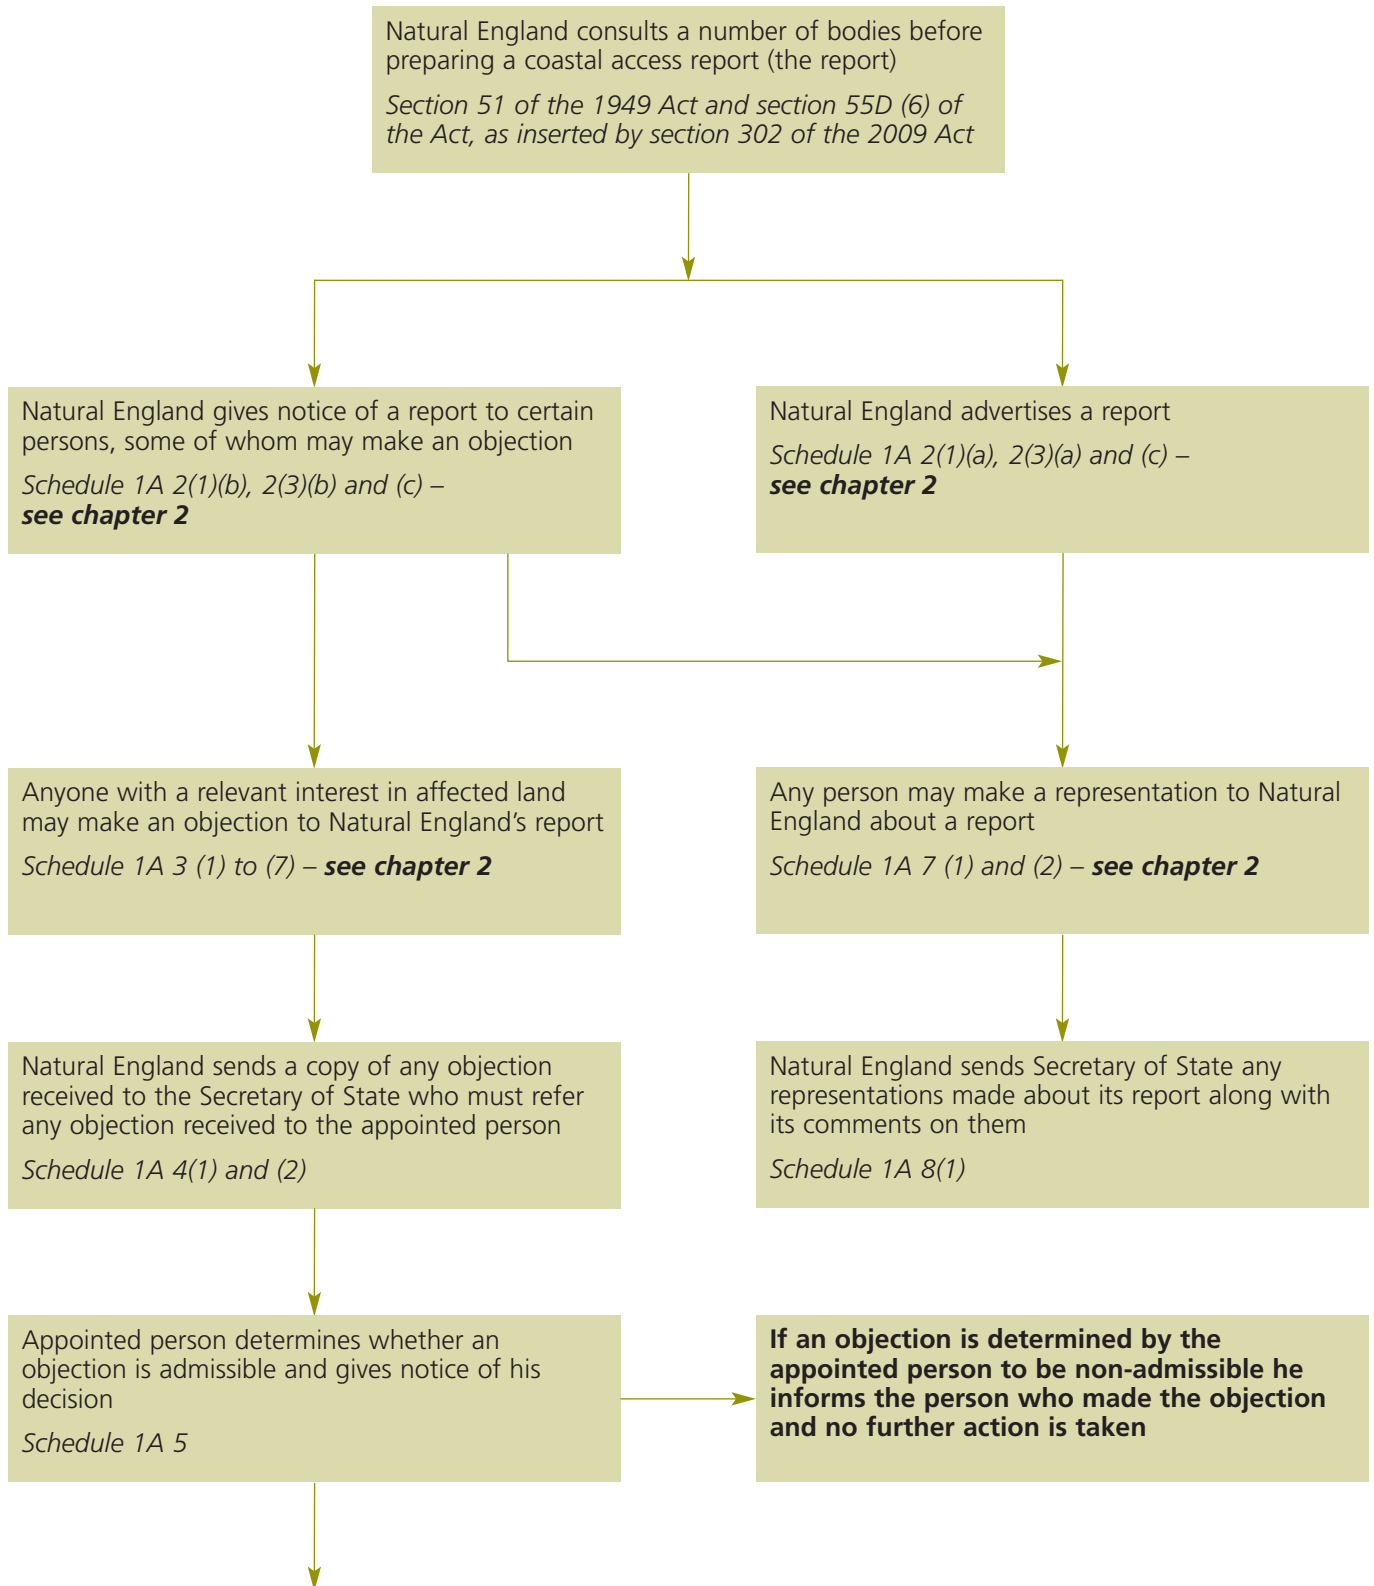 Natural England consults a number of bodies before
preparing a coastal access report (the report)
Section 51 of the 1949 Act and section 55D (6) of
the Act, as inserted by section 302 of the 2009 Act
Natural England gives notice of a report to certain
persons, some of whom may make an objection
Schedule 1A 2(1)(b), 2(3)(b) and (c) –
see chapter 2
Natural England advertises a report
Schedule 1A 2(1)(a), 2(3)(a) and (c) –
see chapter 2
Anyone with a relevant interest in affected land
may make an objection to Natural England's report
Schedule 1A 3 (1) to (7) – see chapter 2
Any person may make a representation to Natural
England about a report
Schedule 1A 7 (1) and (2) – see chapter 2
Natural England sends a copy of any objection
received to the Secretary of State who must refer
any objection received to the appointed person
Schedule 1A 4(1) and (2)
Natural England sends Secretary of State any
representations made about its report along with
its comments on them
Schedule 1A 8(1)
Appointed person determines whether an
objection is admissible and gives notice of his
decision
Schedule 1A 5
If an objection is determined by the
appointed person to be non-admissible he
informs the person who made the objection
and no further action is taken